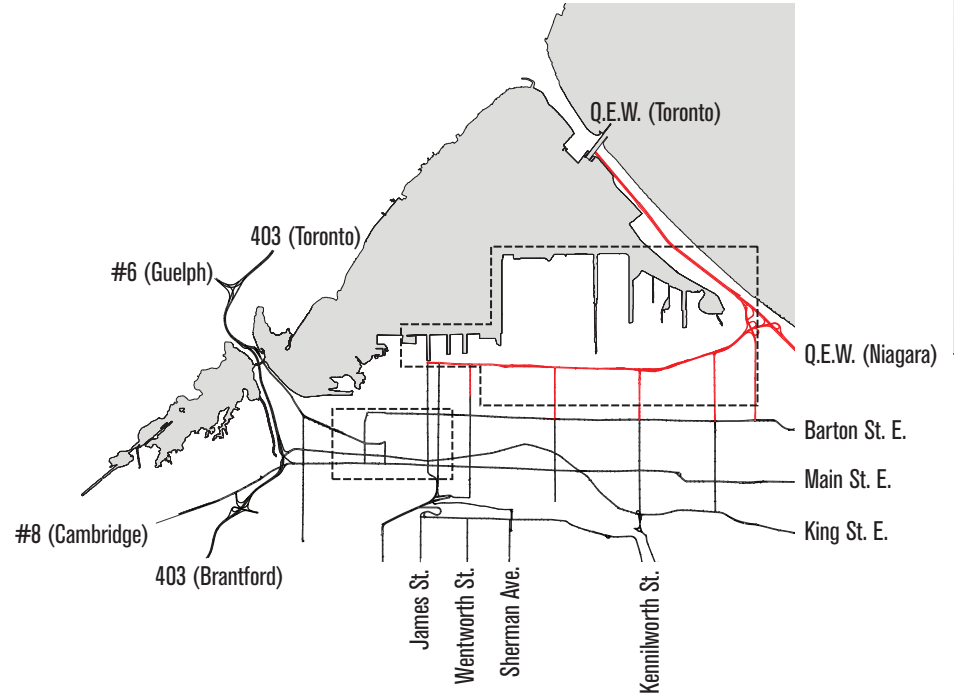 Q.E.W. (Toronto)
403 (Toronto)
#6 (Guelph)
Q.E.W. (Niagara)
Barton St. E.
Main St. E.
King St. E.
#8 (Cambridge)
403 (Brantford)
James St.
Wentworth St.
Sherman Ave.
Kennilworth St.